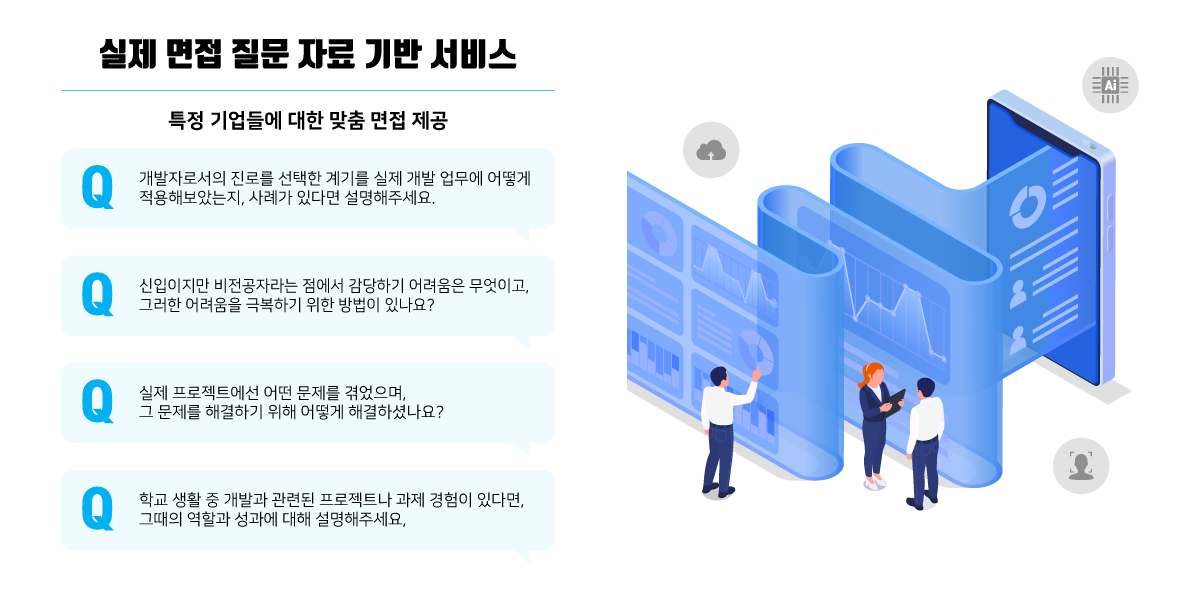 실제 면접 질문 자료 기반 서비스
특정 기업들에 대한 맞춤 면접 제공
Q
개발자로서의 진로를 선택한 계기를 실제 개발 업무에 어떻게
적용해보았는지, 사례가 있다면 설명해주세요.
Q
신입이지만 비전공자라는 점에서 감당하기 어려움은 무엇이고,
그러한 어려움을 극복하기 위한 방법이 있나요?
Q
실제 프로젝트에선 어떤 문제를 겪었으며,
그 문제를 해결하기 위해 어떻게 해결하셨나요?
Q
학교 생활 중 개발과 관련된 프로젝트나 과제 경험이 있다면,
그때의 역할과 성과에 대해 설명해주세요,
Ai